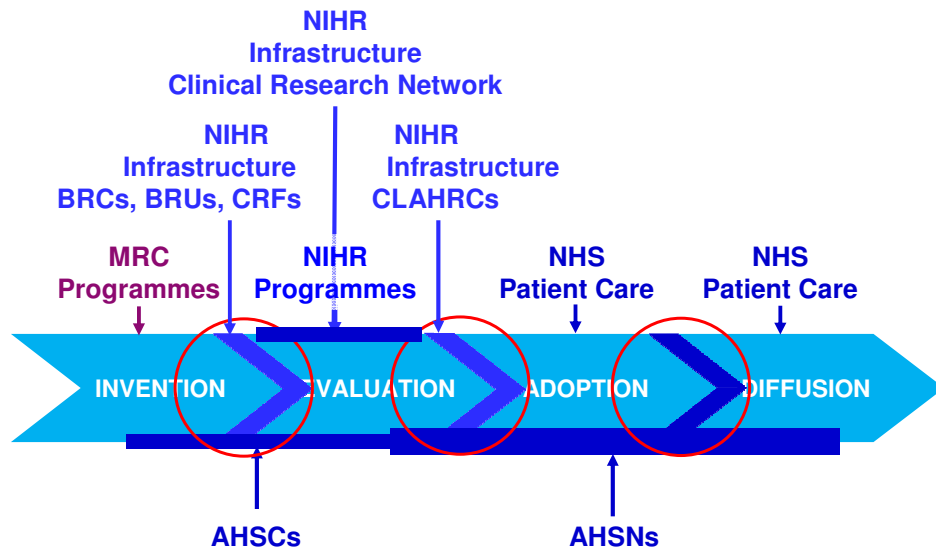 NIHR
Infrastructure
Clinical Research Network
NIHR
Infrastructure
BRCs, BRUs, CRFs
NIHR
Infrastructure
CLAHRCs
MRC
Programmes
NIHR
Programmes
NHS
Patient Care
NHS
Patient Care
INVENTION
EVALUATION
ADOPTION
DIFFUSION
AHSCs
AHSNs